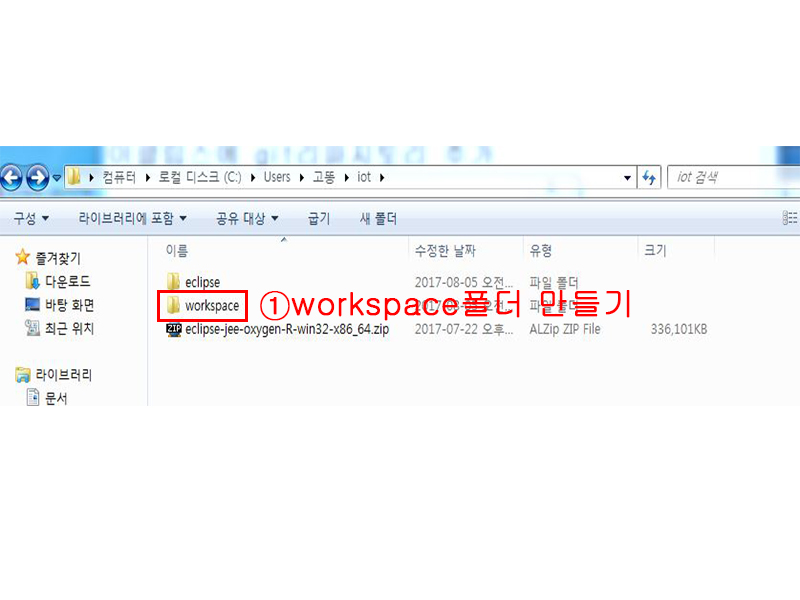 컴퓨터 ▸ 로컬 디스크 (C:) ▸ Users ▸ 고뚱 ▸ iot ▸
iot 검색
구성 라이브러리에 포함 공유 대상 굽기 새 폴더
이름 수정한 날짜 유형 크기
즐겨찾기
다운로드
바탕 화면
최근 위치
라이브러리
문서
eclipse 2017-08-05 오전... 파일 폴더
workspace ①workspace폴더 만들기
eclipse-jee-oxygen-R-win32-x86_64.zip 2017-07-22 오후... ALZip ZIP File 336,101KB